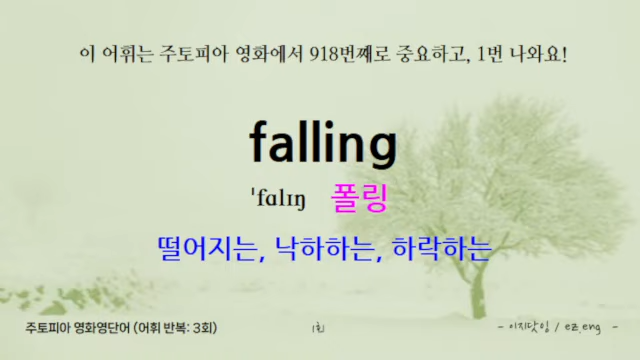 이 어휘는 주토피아 영화에서 918번째로 중요하고, 1번 나와요!
falling
ˈfɑlɪŋ 폴링
떨어지는, 낙하하는, 하락하는
주토피아 영화영단어 (어휘 반복: 3회) 1회 - 이지닷잉 / ez.eng -